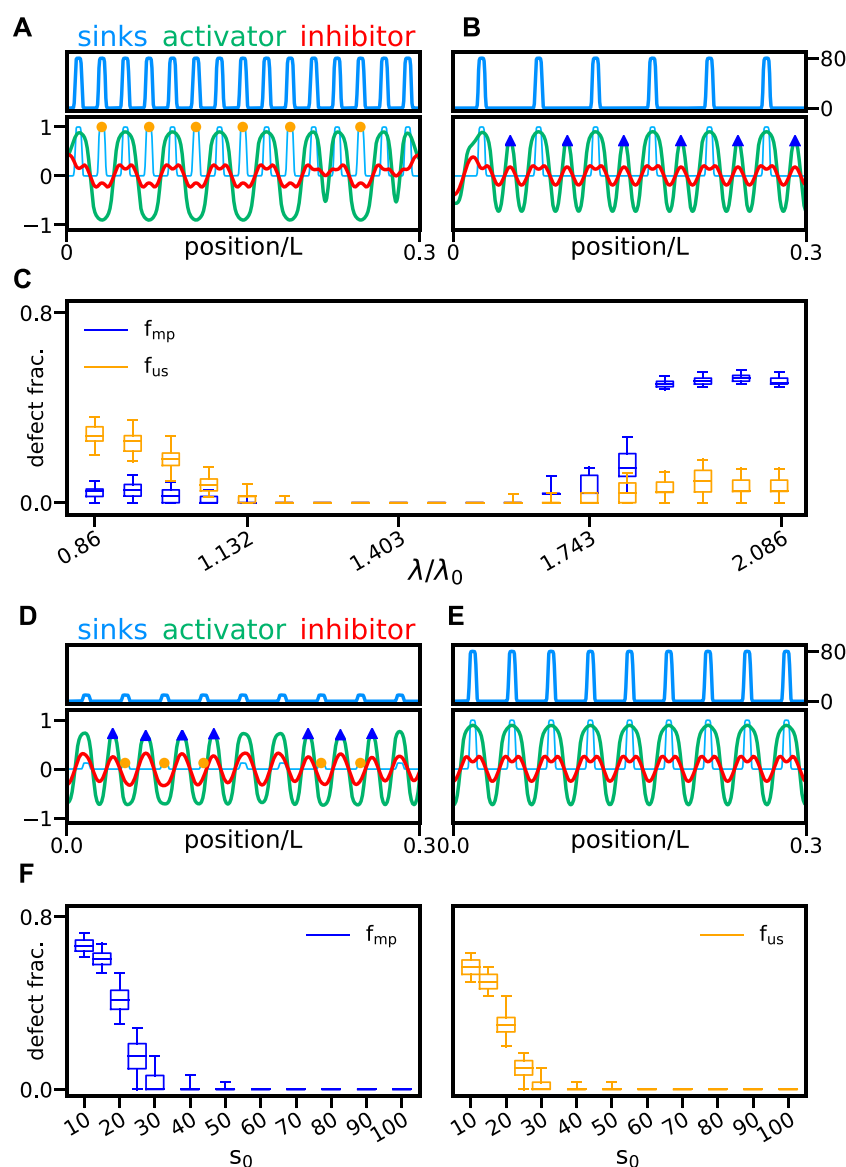 A
B
sinks activator inhibitor
80
0
1
0
−1
0
position/L
0.3
0
position/L
0.3
C
0.8
0.0
defect frac.
f_mp
f_us
0.86
1.132
1.403
1.743
2.086
λ/λ₀
D
E
sinks activator inhibitor
80
0
1
0
−1
0.0
position/L
0.30
0.0
position/L
0.3
F
0.8
0.0
defect frac.
f_mp
f_us
10 20 30 40 50 60 70 80 90 100
10 20 30 40 50 60 70 80 90 100
s₀
s₀